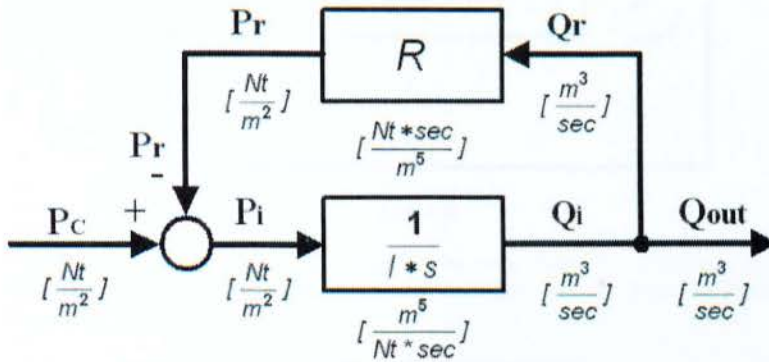 Pr
Qr
R
[ Nt / m² ]
[ Nt * sec / m⁵ ]
[ m³ / sec ]
Pr
-
Pc
+
Pi
1 / I * s
Qi
Qout
[ Nt / m² ]
[ Nt / m² ]
[ m⁵ / Nt * sec ]
[ m³ / sec ]
[ m³ / sec ]